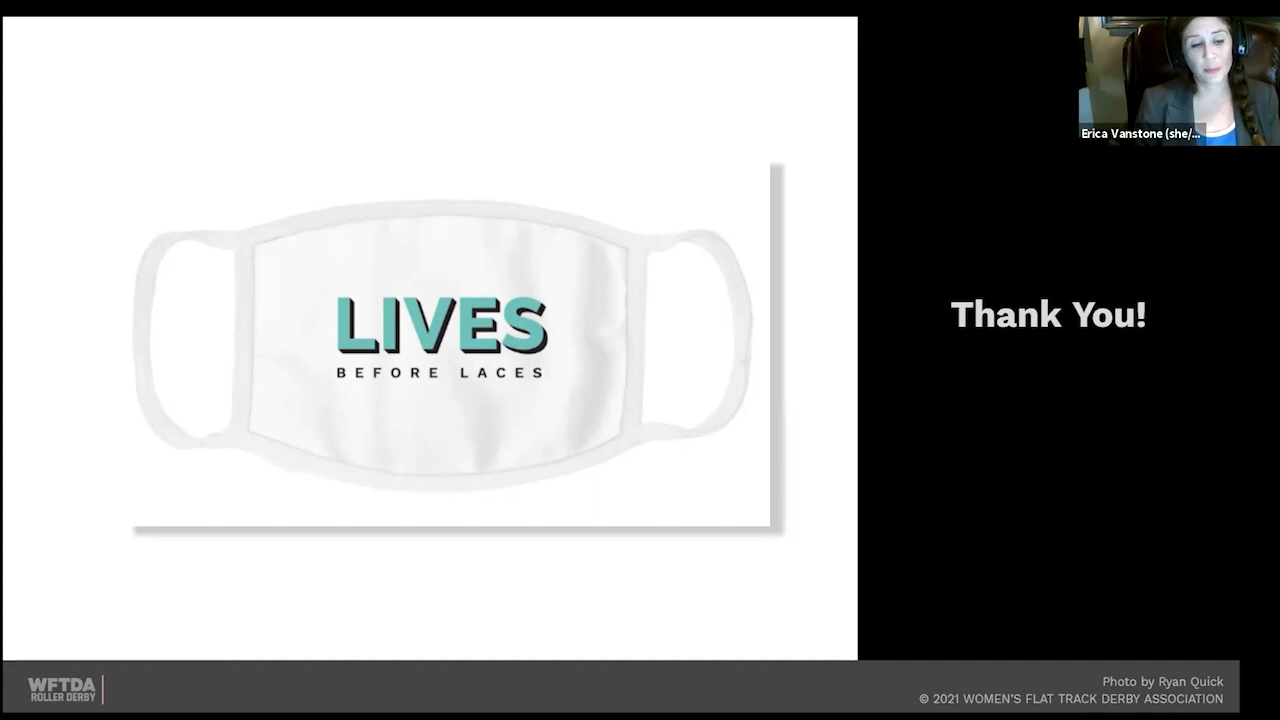 Erica Vanstone (she/...
LIVES
BEFORE LACES
Thank You!
WFTDA
ROLLER DERBY
Photo by Ryan Quick
© 2021 WOMEN'S FLAT TRACK DERBY ASSOCIATION